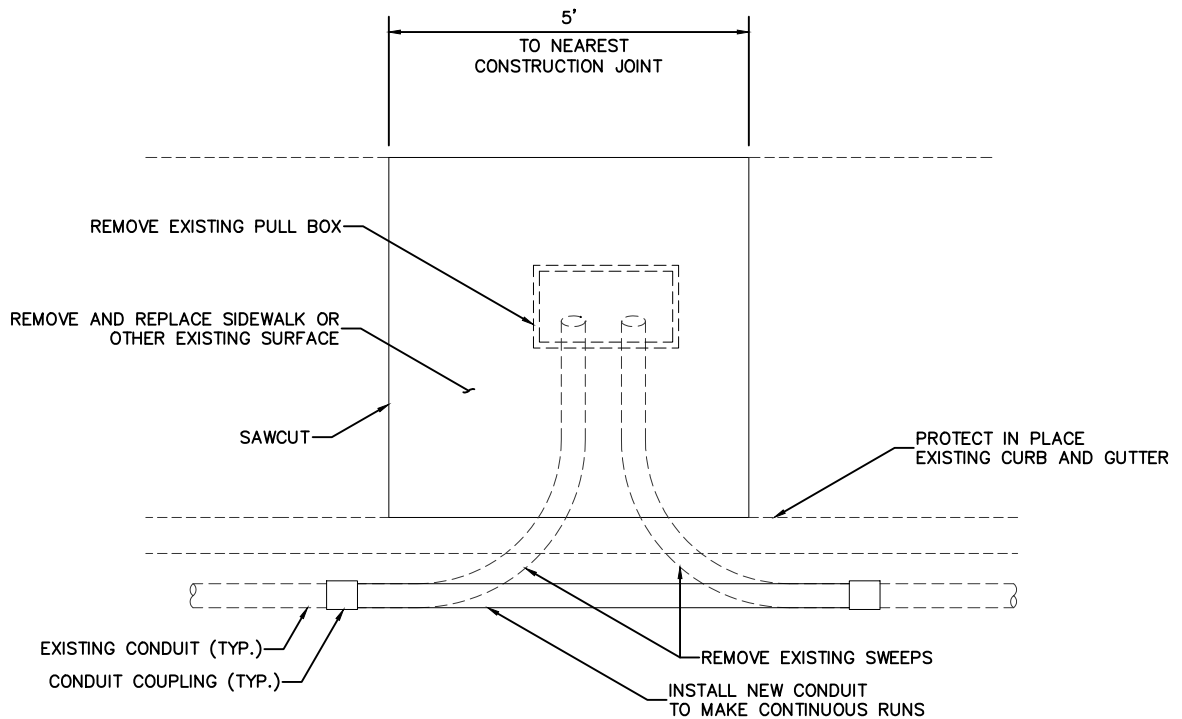 5'
TO NEAREST
CONSTRUCTION JOINT
REMOVE EXISTING PULL BOX
REMOVE AND REPLACE SIDEWALK OR
OTHER EXISTING SURFACE
SAWCUT
PROTECT IN PLACE
EXISTING CURB AND GUTTER
EXISTING CONDUIT (TYP.)
CONDUIT COUPLING (TYP.)
REMOVE EXISTING SWEEPS
INSTALL NEW CONDUIT
TO MAKE CONTINUOUS RUNS